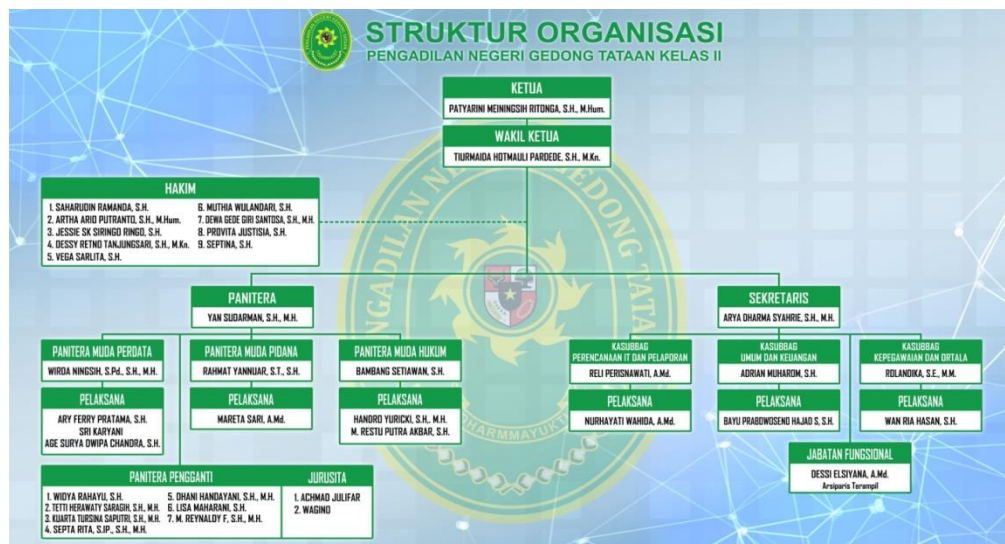 STRUKTUR ORGANISASI
PENGADILAN NEGERI GEDONG TATAAN KELAS II
KETUA
PATYARINI MEININGSIH RITONGA, S.H., M.Hum.
WAKIL KETUA
TIURMAIDA HOTMAULI PARDEDE, S.H., M.Kn.
HAKIM
1. SAHARUDIN RAMANDA, S.H.
2. ARTHA ARIO PUTRANTO, S.H., M.Hum.
3. JESSIE SK SIRINGO RINGO, S.H.
4. DESSY RETNO TANJUNGSARI, S.H., M.Kn.
5. VEGA SARLITA, S.H.
6. MUTHIA WULANDARI, S.H.
7. DEWA GEDE GIRI SANTOSA, S.H., M.H.
8. PROVITA JUSTISIA, S.H.
9. SEPTINA, S.H.
PANITERA
YAN SUDARMAN, S.H., M.H.
SEKRETARIS
ARYA DHARMA SYAHRIE, S.H., M.H.
PANITERA MUDA PERDATA
WIRDA NINGSIH, S.Pd., S.H., M.H.
PANITERA MUDA PIDANA
RAHMAT YANNUAR, S.T., S.H.
PANITERA MUDA HUKUM
BAMBANG SETIAWAN, S.H.
KASUBBAG
PERENCANAAN IT DAN PELAPORAN
RELI PERISNAWATI, A.Md.
KASUBBAG
UMUM DAN KEUANGAN
ADRIAN MUHAROM, S.H.
KASUBBAG
KEPEGAWAIAN DAN ORTALA
ROLANDIKA, S.E., M.M.
PELAKSANA
ARY FERRY PRATAMA, S.H.
SRI KARYANI
AGE SURYA DWIPA CHANDRA, S.H.
PELAKSANA
MARETA SARI, A.Md.
PELAKSANA
HANDRO YURICKI, S.H., M.H.
M. RESTU PUTRA AKBAR, S.H.
PELAKSANA
NURHAYATI WAHIDA, A.Md.
PELAKSANA
BAYU PRABOWOSENO HAJAD S, S.H.
PELAKSANA
WAN RIA HASAN, S.H.
JABATAN FUNGSIONAL
DESSI ELSIYANA, A.Md.
Arsiparis Terampil
PANITERA PENGGANTI
1. WIDYA RAHAYU, S.H.
2. TETTI HERAWATY SARAGIH, S.H., M.H.
3. KUARTA TURSINA SAPUTRI, S.H., M.H.
4. SEPTA RITA, S.IP., S.H., M.H.
5. DHANI HANDAYANI, S.H., M.H.
6. LISA MAHARANI, S.H.
7. M. REYNALDY F, S.H., M.H.
JURUSITA
1. ACHMAD JULIFAR
2. WAGINO